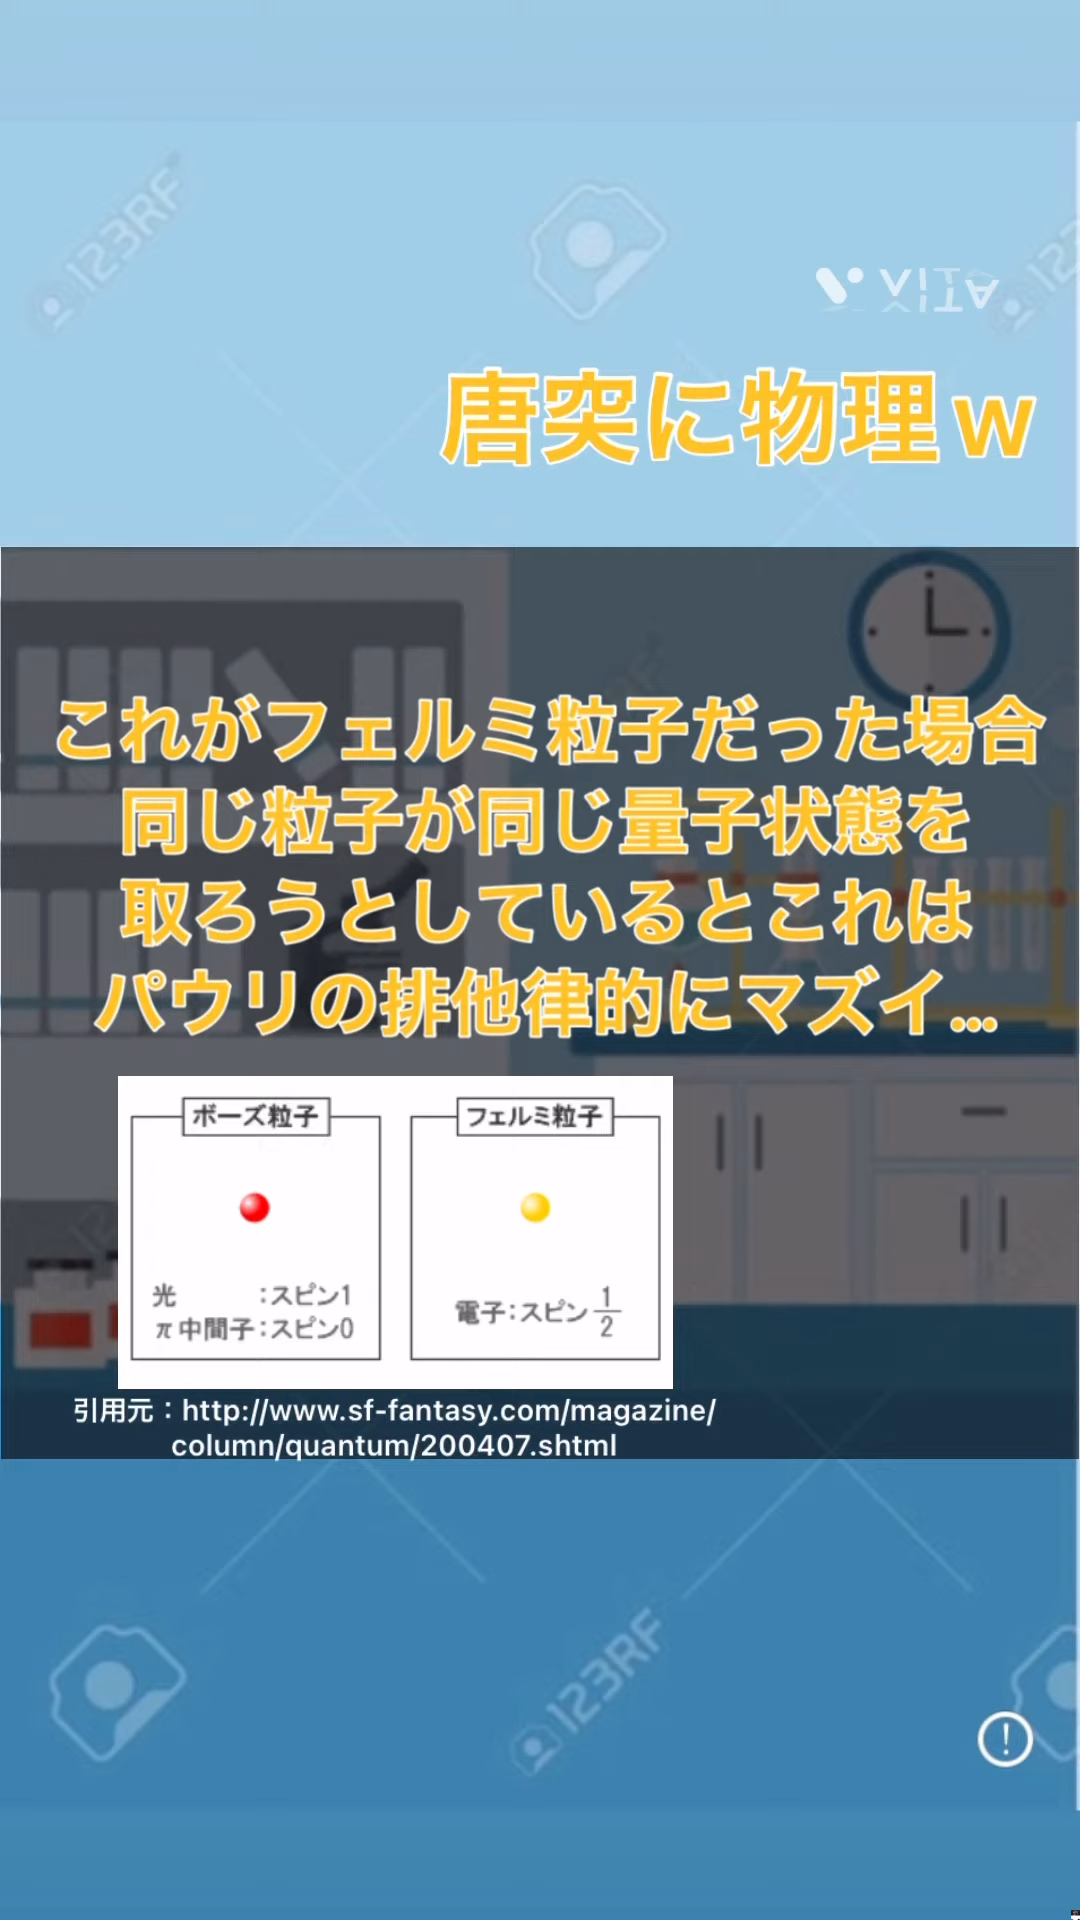 123RF
VITA
123
唐突に物理w
これがフェルミ粒子だった場合
同じ粒子が同じ量子状態を
取ろうとしているとこれは
パウリの排他律的にマズイ...
ボーズ粒子
フェルミ粒子
光 :スピン1
π中間子:スピン0
電子:スピン1/2
引用元：http://www.sf-fantasy.com/magazine/
column/quantum/200407.shtml
123RF
!